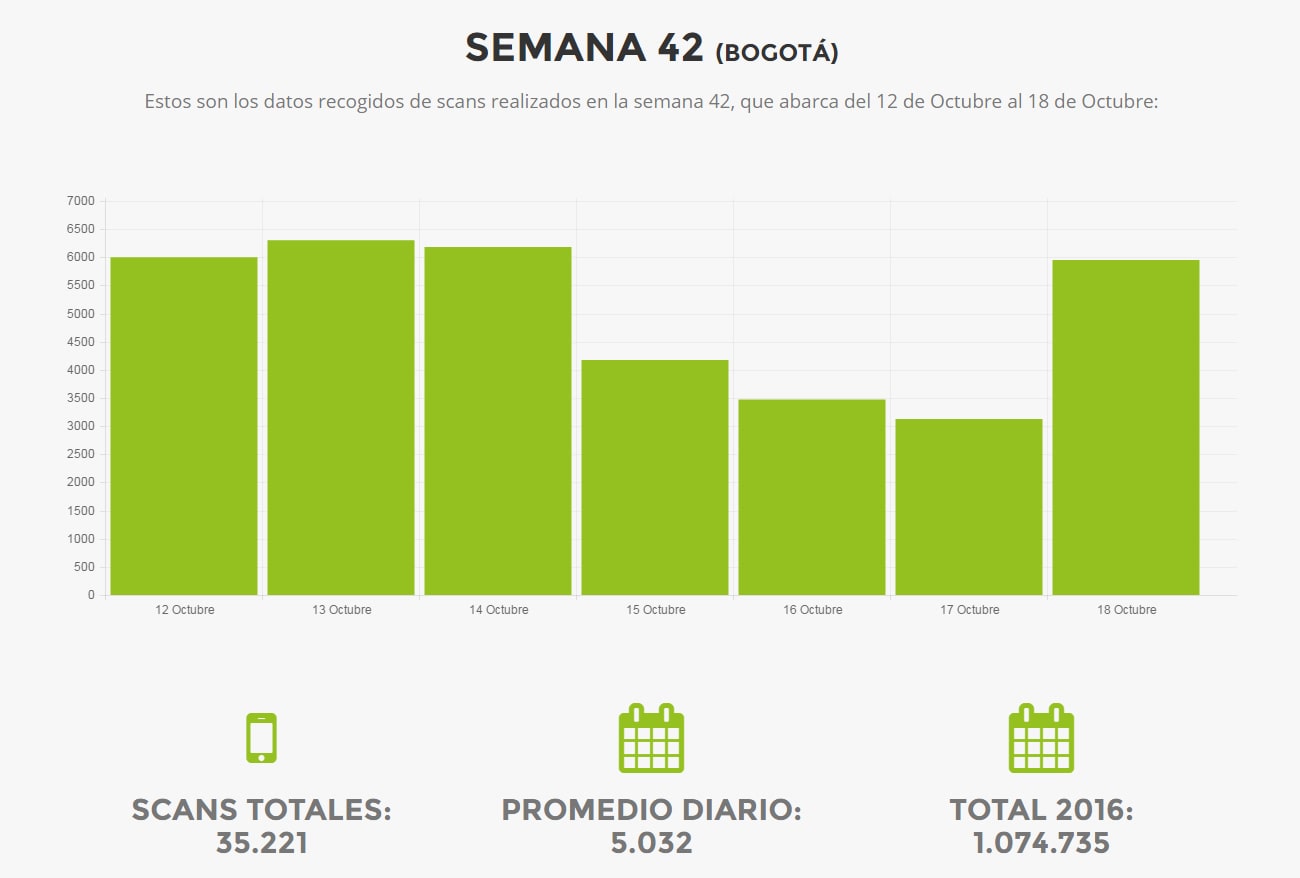 SEMANA 42 (BOGOTÁ)
Estos son los datos recogidos de scans realizados en la semana 42, que abarca del 12 de Octubre al 18 de Octubre:
7000
6500
6000
5500
5000
4500
4000
3500
3000
2500
2000
1500
1000
500
0
12 Octubre
13 Octubre
14 Octubre
15 Octubre
16 Octubre
17 Octubre
18 Octubre
SCANS TOTALES:
35.221
PROMEDIO DIARIO:
5.032
TOTAL 2016:
1.074.735